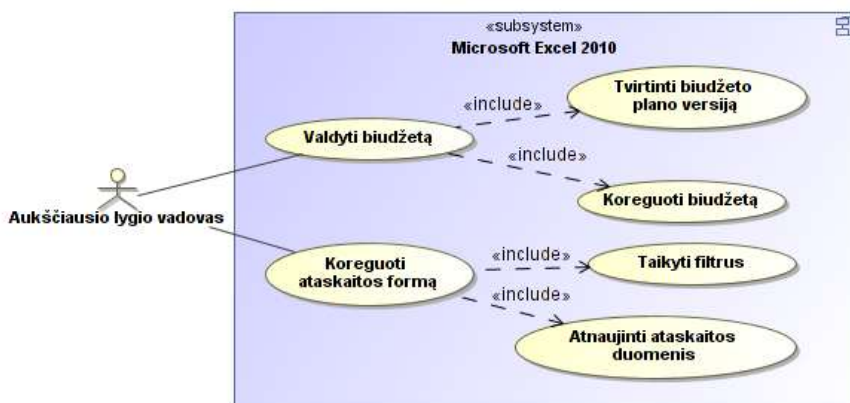 «subsystem»
Microsoft Excel 2010
Tvirtinti biudžeto
plano versiją
«include»
Valdyti biudžetą
«include»
Koreguoti biudžetą
Aukščiausio lygio vadovas
Koreguoti
ataskaitos formą
«include»
Taikyti filtrus
«include»
Atnaujinti ataskaitos
duomenis